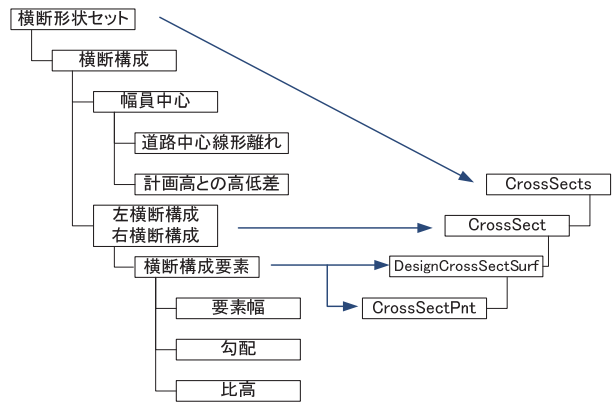 横断形状セット
横断構成
幅員中心
道路中心線形離れ
計画高との高低差
左横断構成
右横断構成
横断構成要素
要素幅
勾配
比高
CrossSects
CrossSect
DesignCrossSectSurf
CrossSectPnt